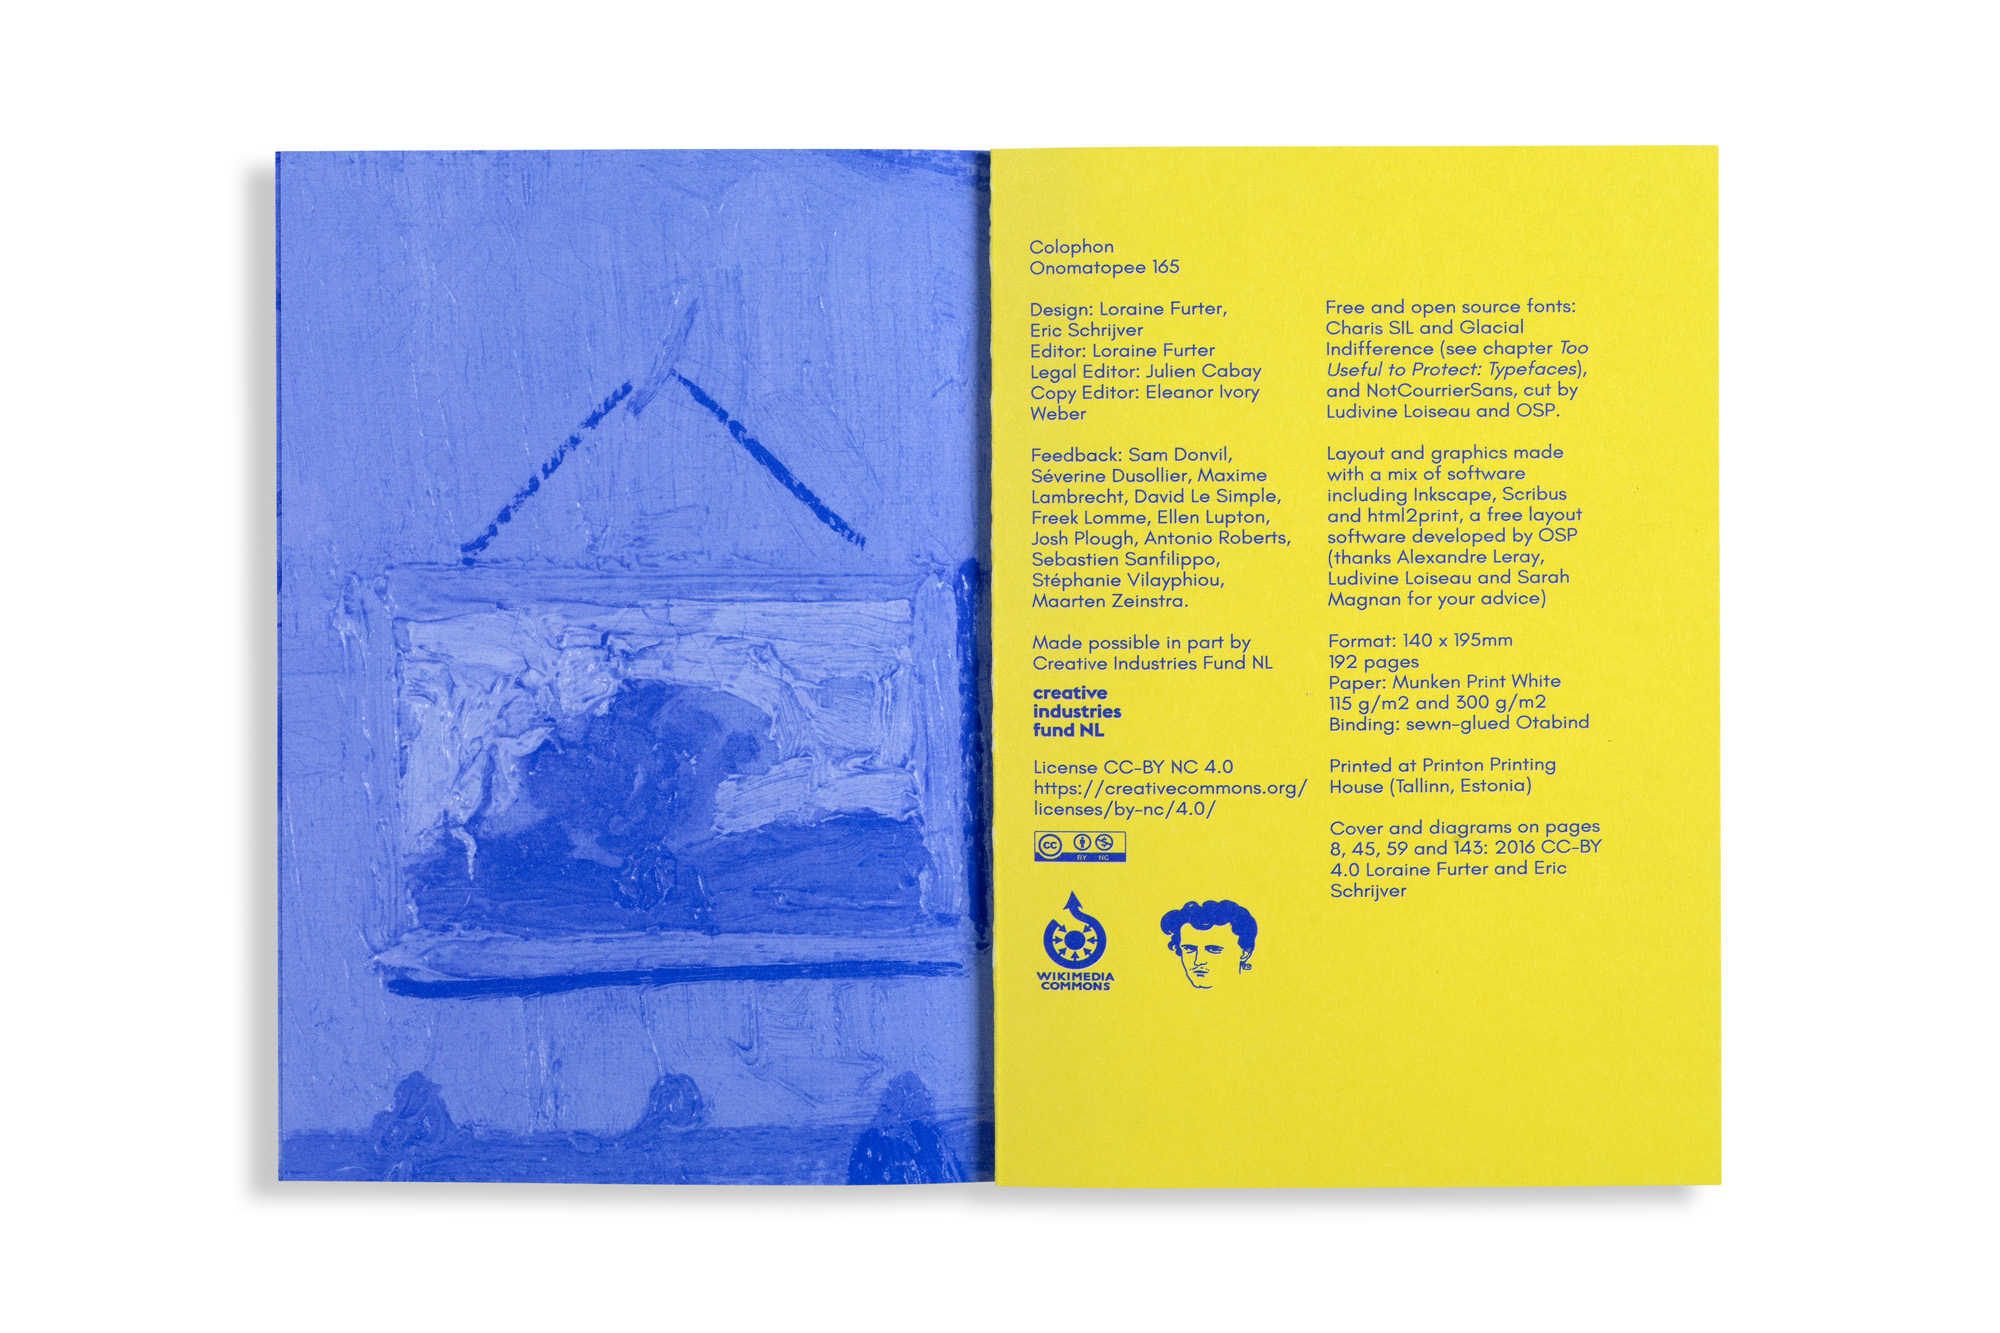 Colophon
Onomatopee 165
Design: Loraine Furter,
Eric Schrijver
Editor: Loraine Furter
Legal Editor: Julien Cabay
Copy Editor: Eleanor Ivory
Weber
Feedback: Sam Donvil,
Séverine Dusollier, Maxime
Lambrecht, David Le Simple,
Freek Lomme, Ellen Lupton,
Josh Plough, Antonio Roberts,
Sebastien Sanfilippo,
Stéphanie Vilayphiou,
Maarten Zeinstra.
Made possible in part by
Creative Industries Fund NL
creative
industries
fund NL
License CC-BY NC 4.0
https://creativecommons.org/
licenses/by-nc/4.0/
cc
BY NC
WIKIMEDIA
COMMONS
Free and open source fonts:
Charis SIL and Glacial
Indifference (see chapter Too
Useful to Protect: Typefaces),
and NotCourrierSans, cut by
Ludivine Loiseau and OSP.
Layout and graphics made
with a mix of software
including Inkscape, Scribus
and html2print, a free layout
software developed by OSP
(thanks Alexandre Leray,
Ludivine Loiseau and Sarah
Magnan for your advice)
Format: 140 x 195mm
192 pages
Paper: Munken Print White
115 g/m2 and 300 g/m2
Binding: sewn-glued Otabind
Printed at Printon Printing
House (Tallinn, Estonia)
Cover and diagrams on pages
8, 45, 59 and 143: 2016 CC-BY
4.0 Loraine Furter and Eric
Schrijver